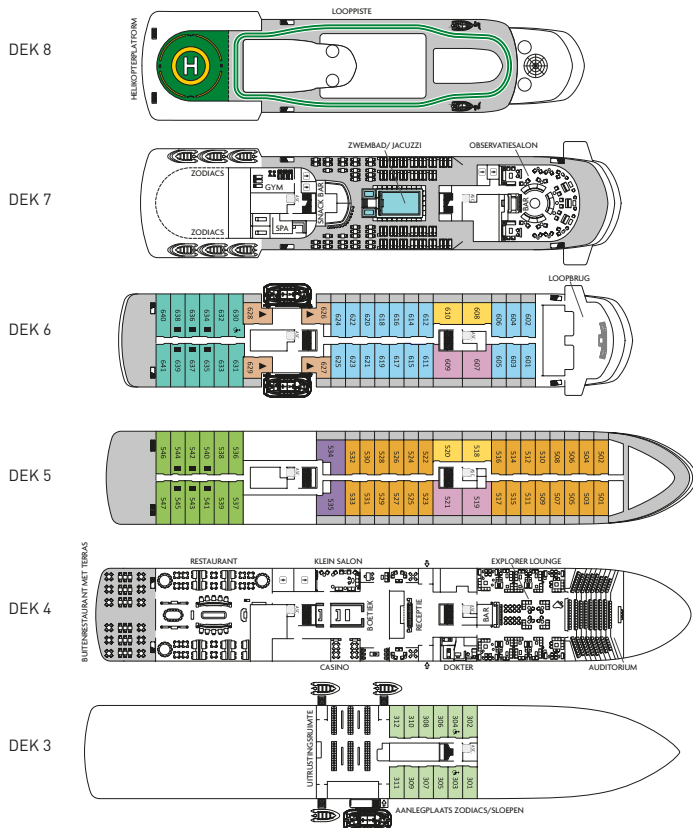 DEK 8
HELIKOPTERPLATFORM
LOOPPISTE
H
DEK 7
ZODIACS
ZODIACS
GYM
SPA
SNACK BAR
ZWEMBAD/ JACUZZI
OBSERVATIESALON
BAR
LOOPBRUG
DEK 6
640 638 636 634 632 630 628 626 624 622 620 618 616 614 612 610 608 606 604 602
641 639 637 635 633 631 629 627 625 623 621 619 617 615 611 609 607 605 603 601
DEK 5
546 544 542 540 538 536 534 532 530 528 526 524 522 520 518 516 514 512 510 508 506 504 502
547 545 543 541 539 537 535 533 531 529 527 525 523 521 519 517 515 511 509 507 505 503 501
DEK 4
BUITENRESTAURANT MET TERRAS
RESTAURANT
KLEIN SALON
EXPLORER LOUNGE
BOETIEK
RECEPTIE
BAR
CASINO
DOKTER
AUDITORIUM
DEK 3
UITRUSTINGSRUIMTE
312 310 308 306 304 302
311 309 307 305 303 301
AANLEGPLAATS ZODIACS/SLOEPEN